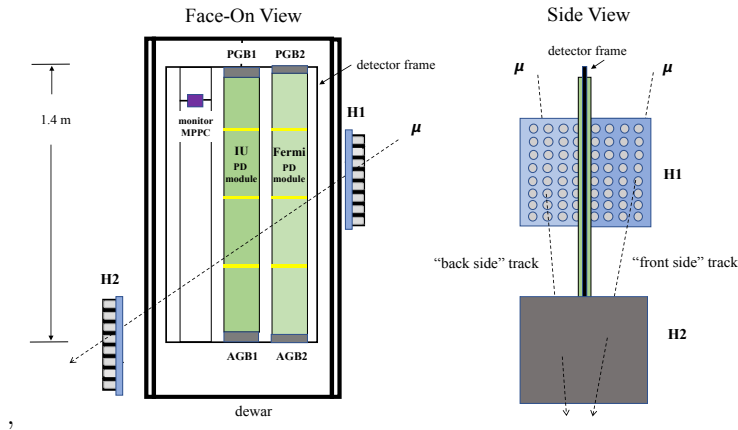 Face-On View
PGB1 PGB2
detector frame
1.4 m
monitor
MPPC
IU
PD
module
Fermi
PD
module
H1
μ
H2
AGB1 AGB2
dewar
,
Side View
detector frame
μ μ
H1
“back side” track
“front side” track
H2